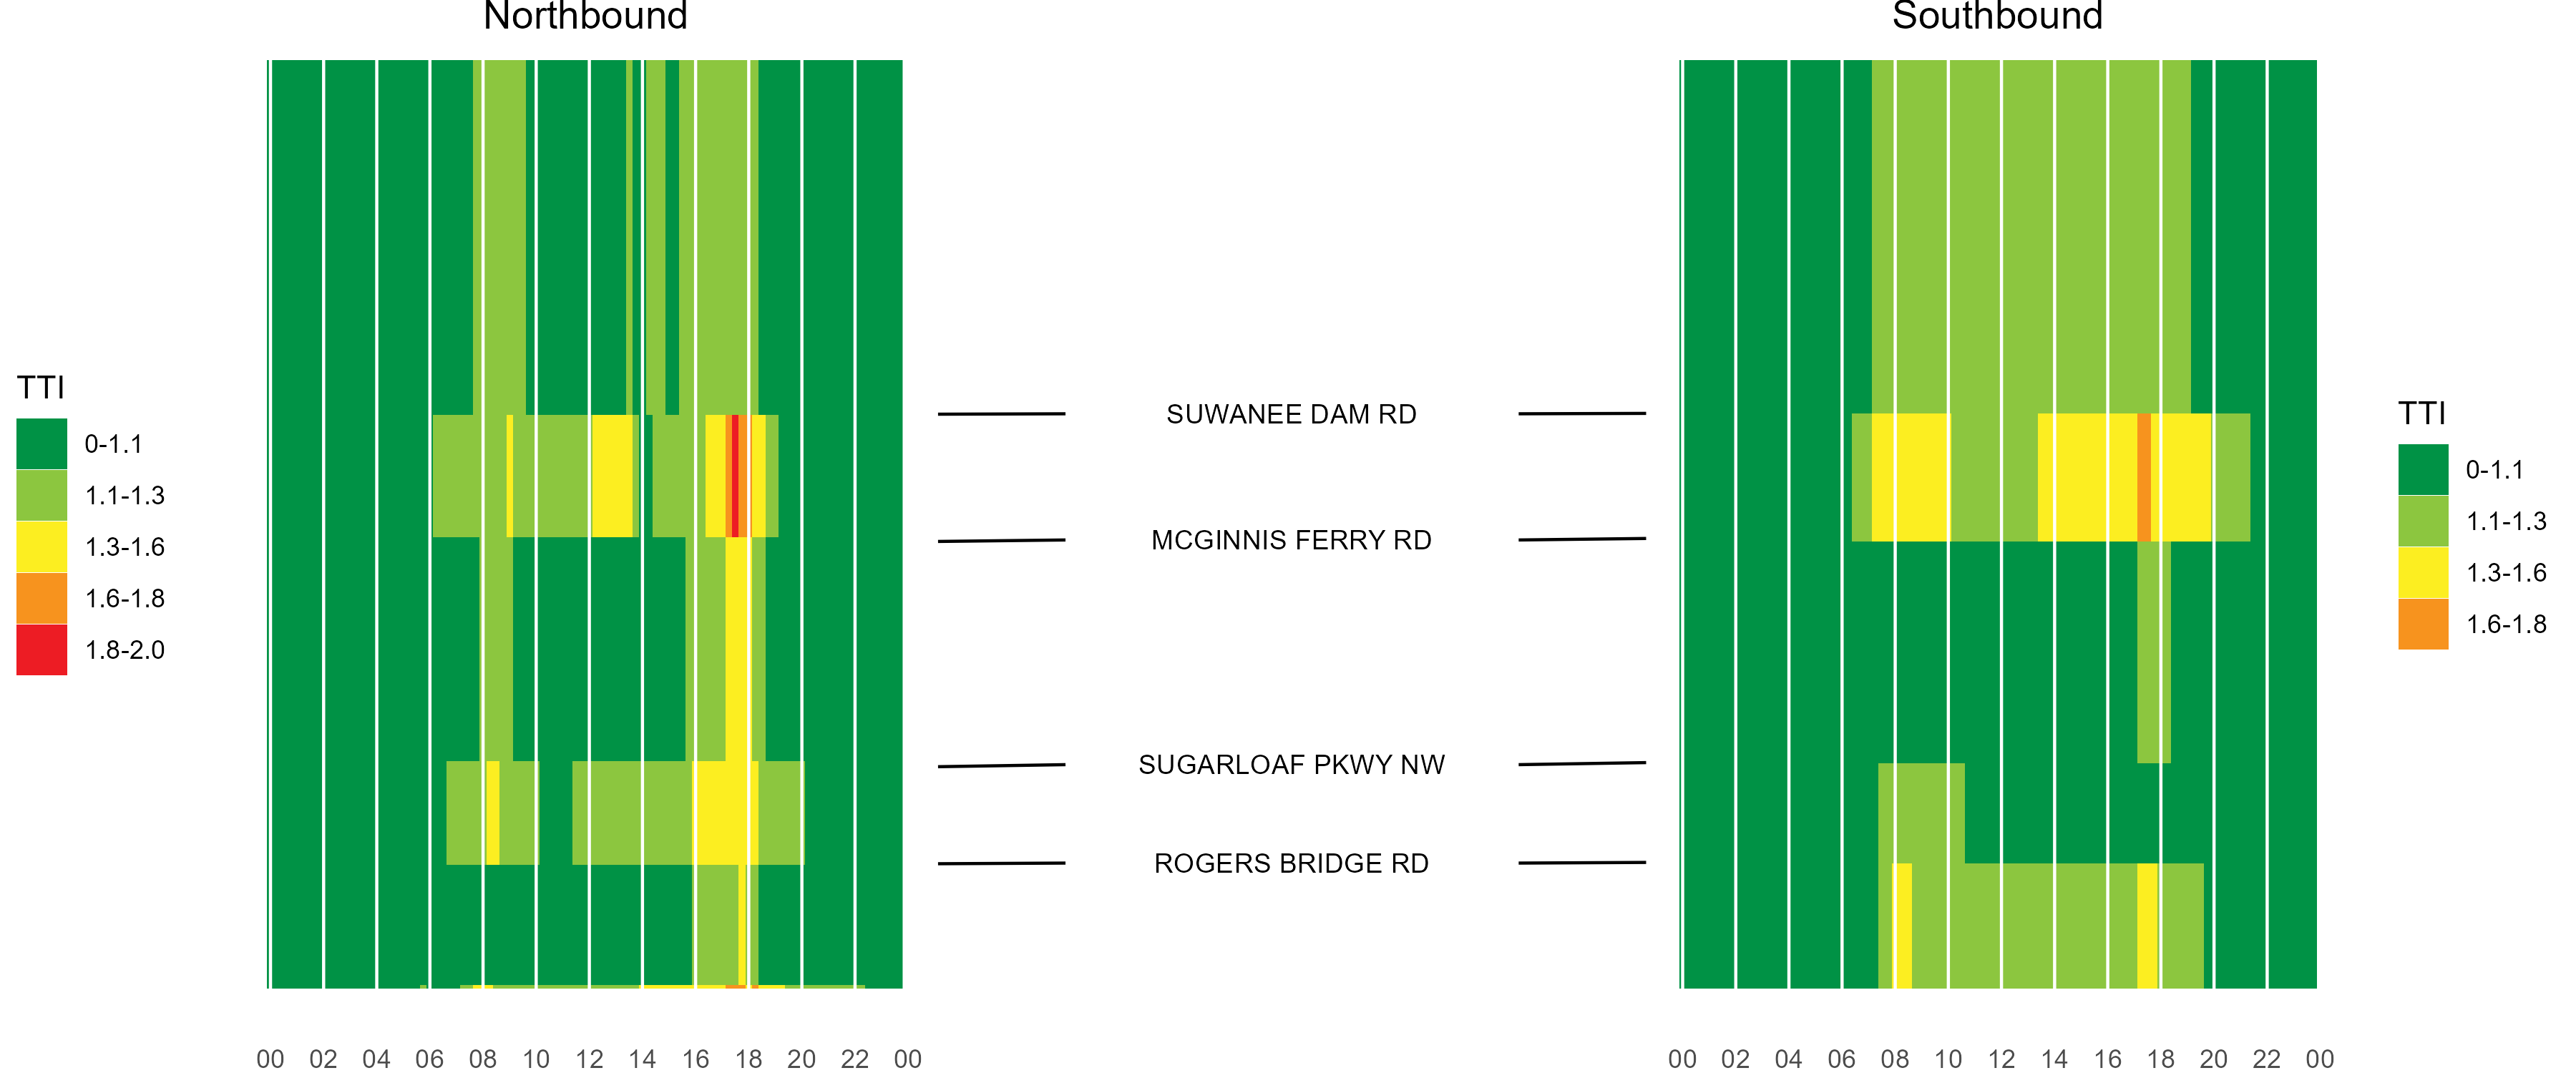 Northbound
Southbound
TTI
0-1.1
1.1-1.3
1.3-1.6
1.6-1.8
1.8-2.0
SUWANEE DAM RD
MCGINNIS FERRY RD
SUGARLOAF PKWY NW
ROGERS BRIDGE RD
TTI
0-1.1
1.1-1.3
1.3-1.6
1.6-1.8
00 02 04 06 08 10 12 14 16 18 20 22 00
00 02 04 06 08 10 12 14 16 18 20 22 00